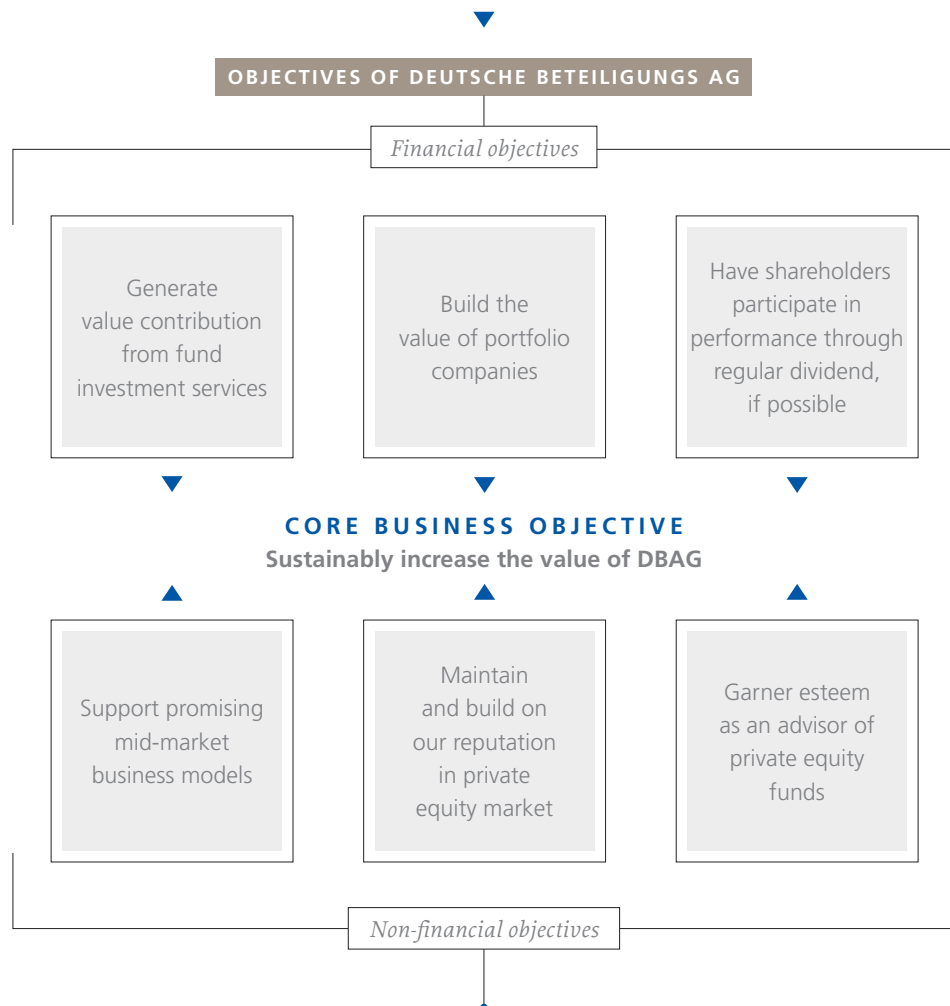 OBJECTIVES OF DEUTSCHE BETEILIGUNGS AG
Financial objectives
Generate
value contribution
from fund
investment services
Build the
value of portfolio
companies
Have shareholders
participate in
performance through
regular dividend,
if possible
CORE BUSINESS OBJECTIVE
Sustainably increase the value of DBAG
Support promising
mid-market
business models
Maintain
and build on
our reputation
in private
equity market
Garner esteem
as an advisor of
private equity
funds
Non-financial objectives